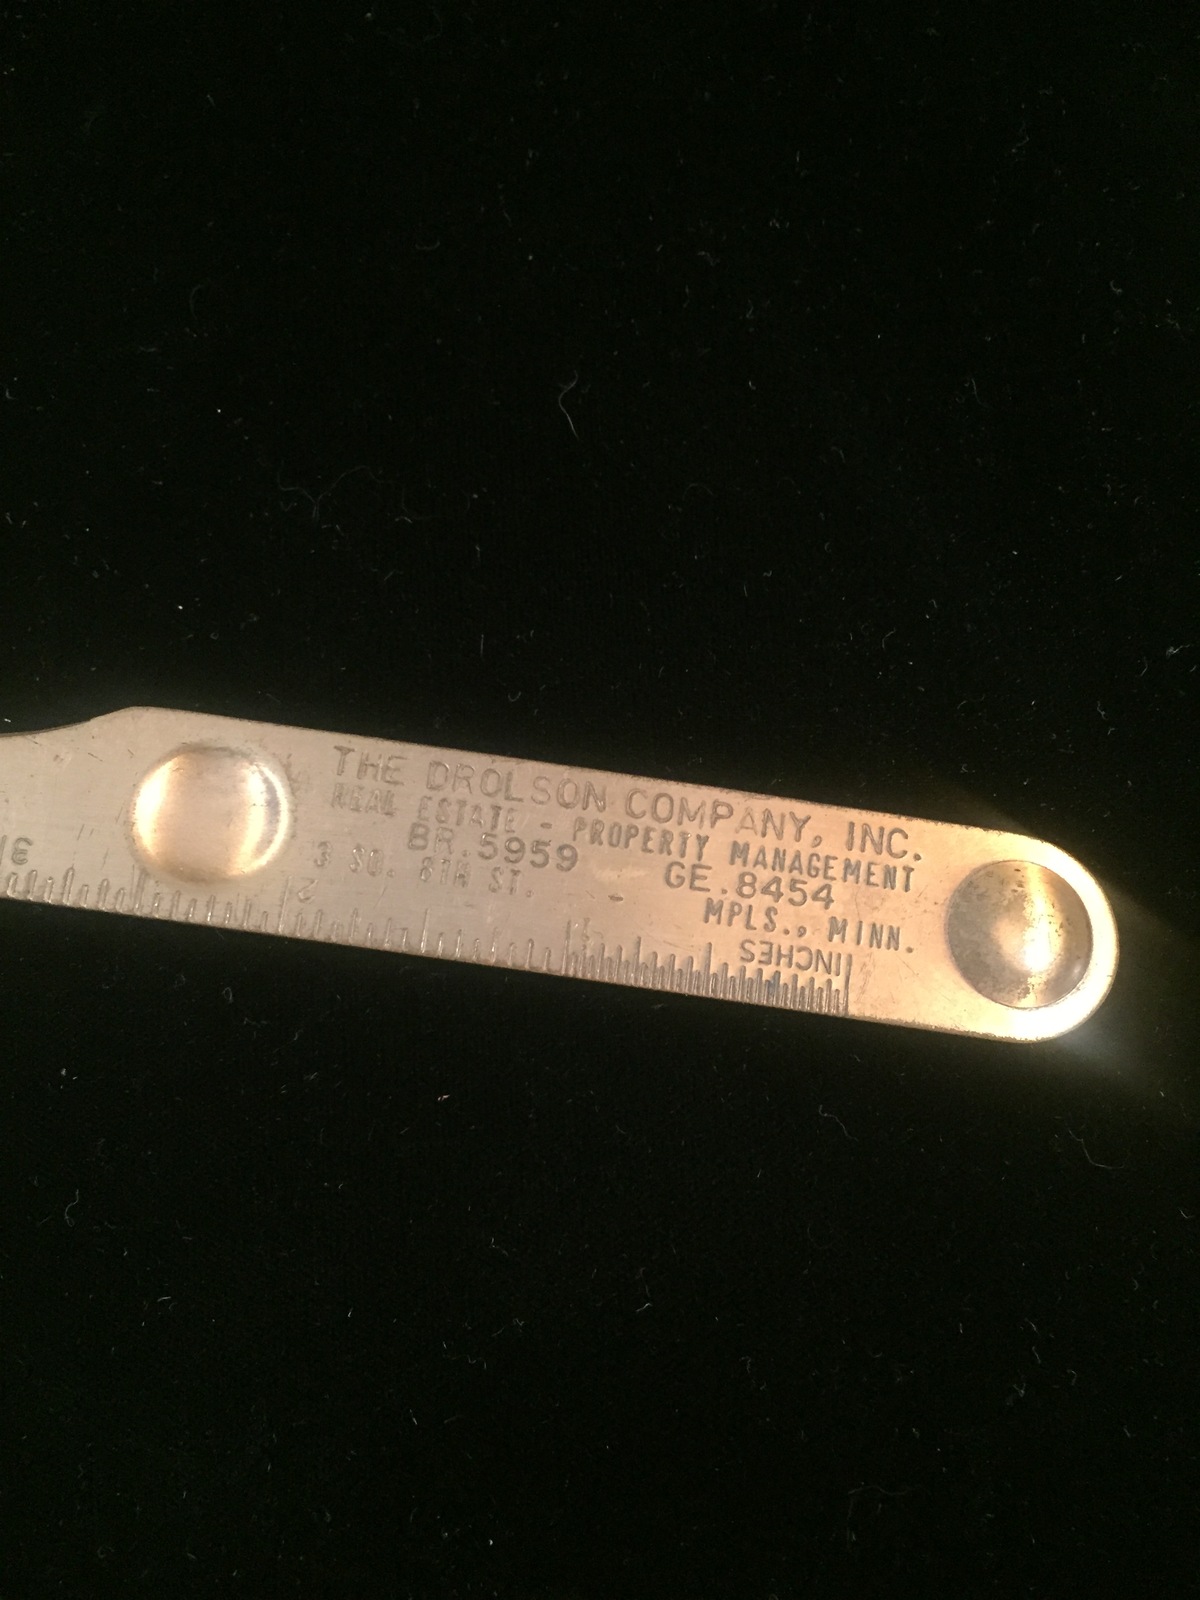 THE DROLSON COMPANY, INC.
REAL ESTATE - PROPERTY MANAGEMENT
BR. 5959 GE. 8454
3 SO. 8TH ST. - MPLS., MINN.
INCHES
1 2 3